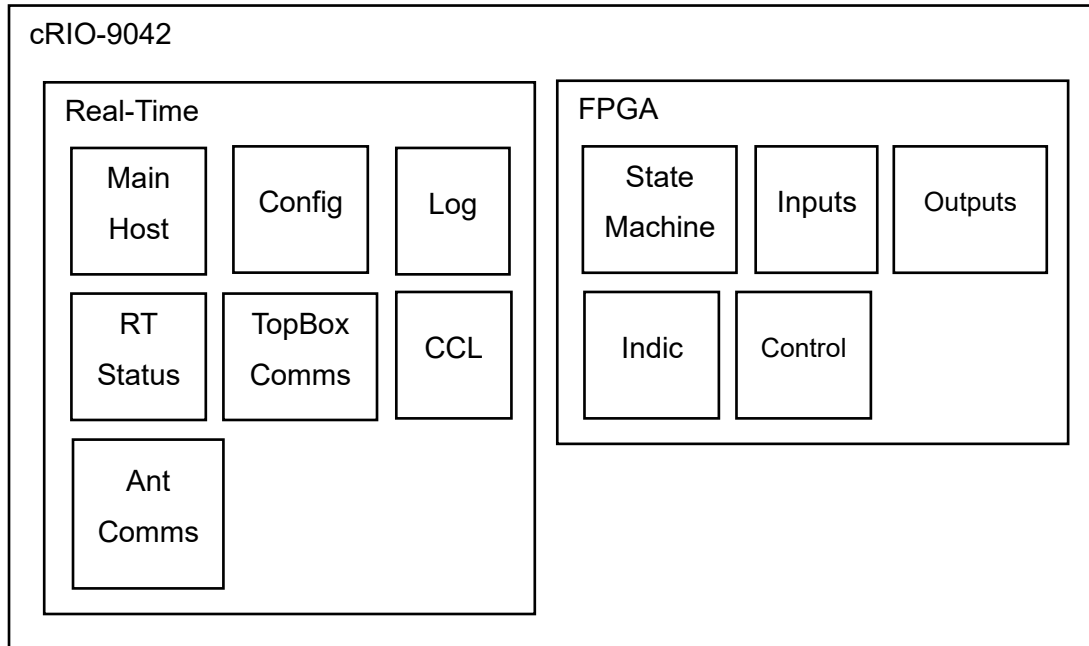 cRIO-9042
Real-Time
Main
Host
Config
Log
RT
Status
TopBox
Comms
CCL
Ant
Comms
FPGA
State
Machine
Inputs
Outputs
Indic
Control